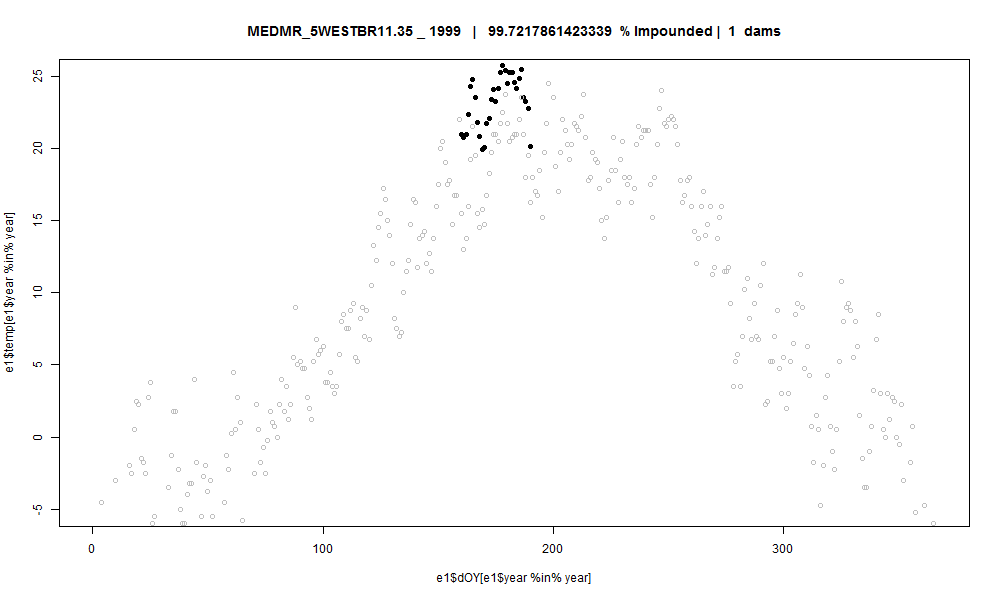 MEDMR_5WESTBR11.35 _ 1999 | 99.7217861423339 % Impounded | 1 dams
e1$temp[e1$year %in% year]
25
20
15
10
5
0
-5
0 100 200 300
e1$dOY[e1$year %in% year]